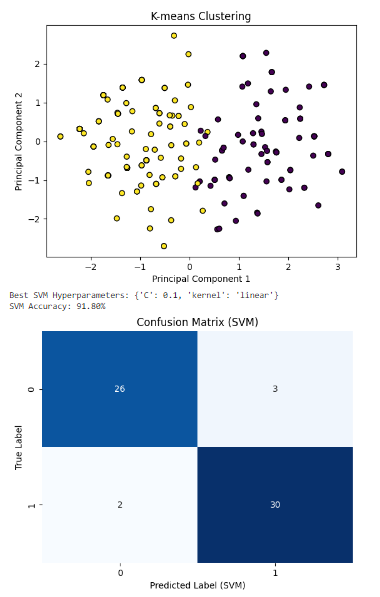 K-means Clustering
Principal Component 2
2
1
0
−1
−2
−2
−1
0
1
2
3
Principal Component 1
Best SVM Hyperparameters: {'C': 0.1, 'kernel': 'linear'}
SVM Accuracy: 91.80%
Confusion Matrix (SVM)
True Label
0
26
3
1
2
30
0
1
Predicted Label (SVM)